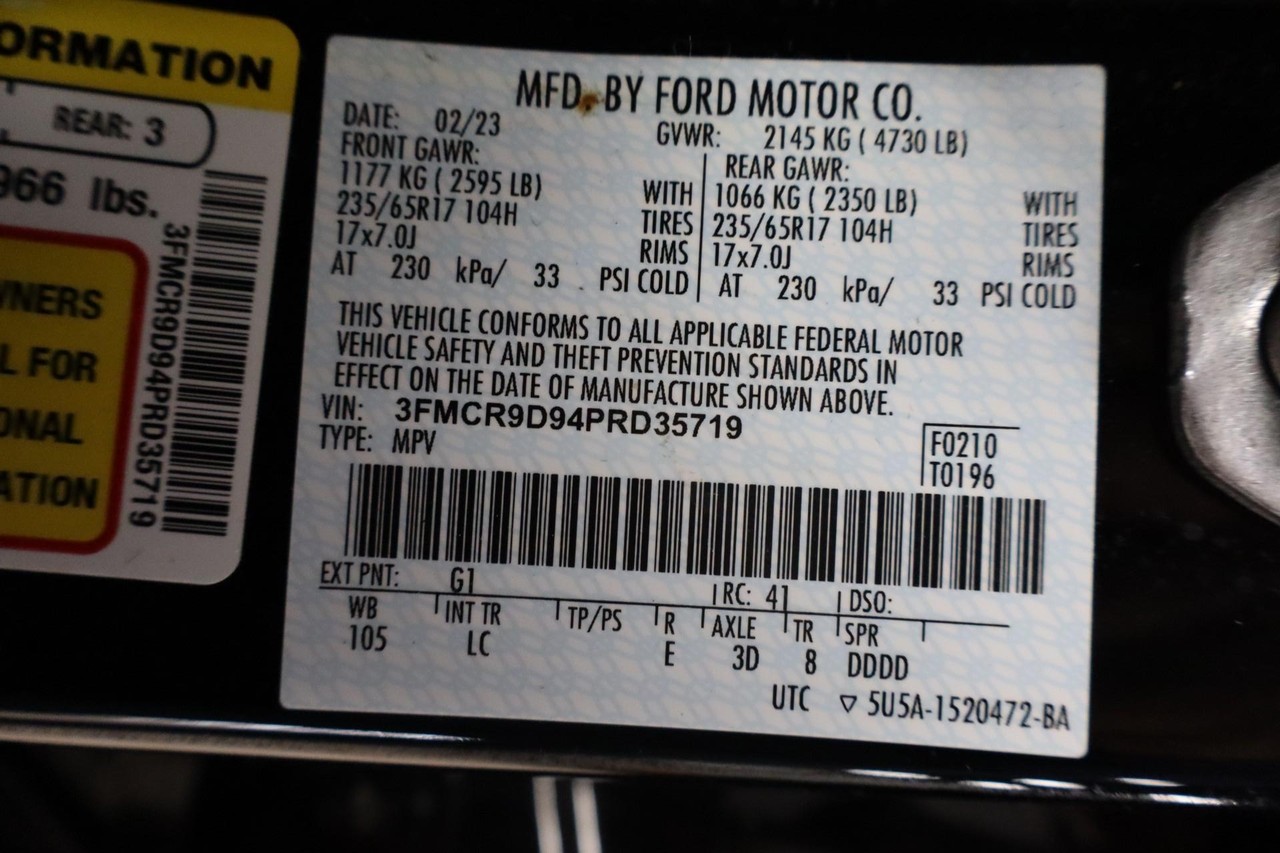 ORMATION
REAR: 3
966 lbs.
WNERS
L FOR
ONAL
ATION
3FMCR9D94PRD35719
MFD. BY FORD MOTOR CO.
DATE: 02/23 GVWR: 2145 KG ( 4730 LB)
FRONT GAWR: REAR GAWR:
1177 KG ( 2595 LB) WITH 1066 KG ( 2350 LB) WITH
235/65R17 104H TIRES 235/65R17 104H TIRES
17x7.0J RIMS 17x7.0J RIMS
AT 230 kPa/ 33 PSI COLD AT 230 kPa/ 33 PSI COLD
THIS VEHICLE CONFORMS TO ALL APPLICABLE FEDERAL MOTOR
VEHICLE SAFETY AND THEFT PREVENTION STANDARDS IN
EFFECT ON THE DATE OF MANUFACTURE SHOWN ABOVE.
VIN: 3FMCR9D94PRD35719
TYPE: MPV
F0210
T0196
EXT PNT: G1 RC: 41 DSO:
WB INT TR TP/PS R AXLE TR SPR
105 LC E 3D 8 DDDD
UTC ▽ 5U5A-1520472-BA